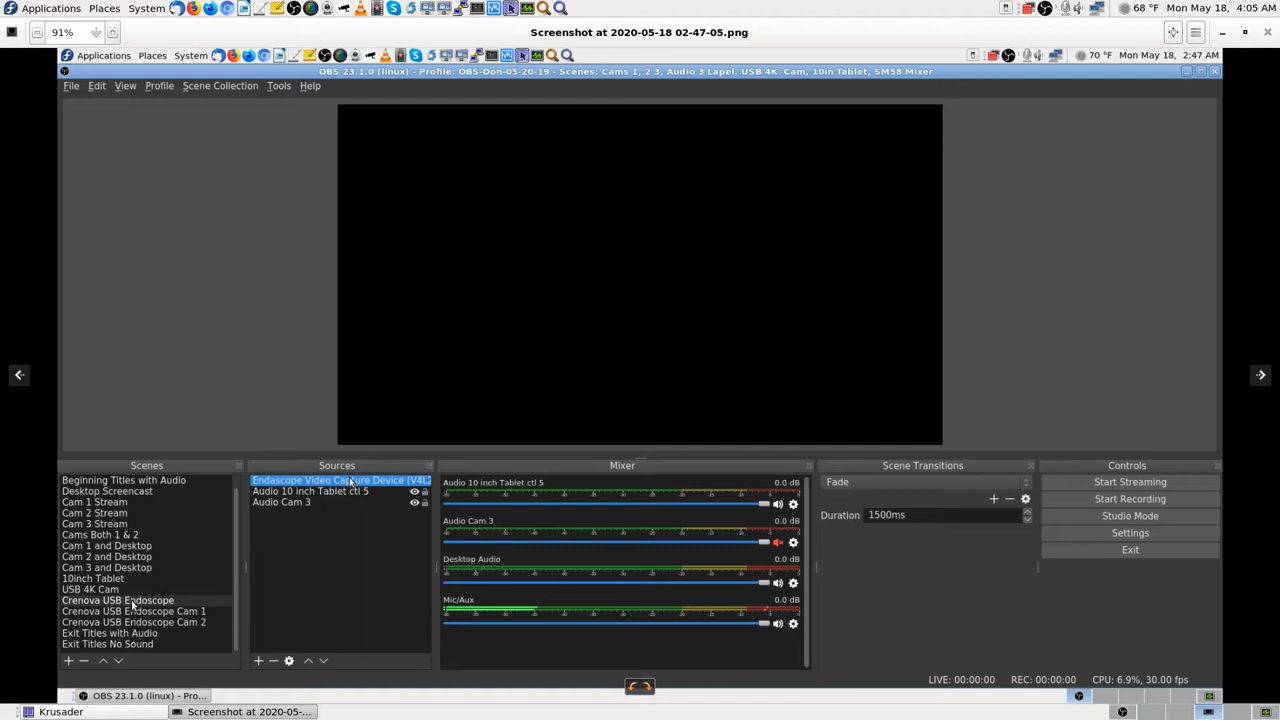 Applications Places System 68 °F Mon May 18, 4:05 AM
91% Screenshot at 2020-05-18 02-47-05.png
Applications Places System 70 °F Mon May 18, 2:47 AM
OBS 23.1.0 (linux) - Profile: OBS-Don-05-20-19 - Scenes: Cams 1, 2 3, Audio 3 Lapel, USB 4K Cam, 10in Tablet, SM58 Mixer
File Edit View Profile Scene Collection Tools Help
Scenes
Beginning Titles with Audio
Desktop Screencast
Cam 1 Stream
Cam 2 Stream
Cam 3 Stream
Cams Both 1 & 2
Cam 1 and Desktop
Cam 2 and Desktop
Cam 3 and Desktop
10inch Tablet
USB 4K Cam
Crenova USB Endoscope
Crenova USB Endoscope Cam 1
Crenova USB Endoscope Cam 2
Exit Titles with Audio
Exit Titles No Sound
Sources
Endascope Video Capture Device (V4L2
Audio 10 inch Tablet ctl 5
Audio Cam 3
Mixer
Audio 10 inch Tablet ctl 5 0.0 dB
Audio Cam 3 0.0 dB
Desktop Audio 0.0 dB
Mic/Aux 0.0 dB
Scene Transitions
Fade
Duration 1500ms
Controls
Start Streaming
Start Recording
Studio Mode
Settings
Exit
LIVE: 00:00:00 REC: 00:00:00 CPU: 6.9%, 30.00 fps
OBS 23.1.0 (linux) - Pro...
Krusader Screenshot at 2020-05-...